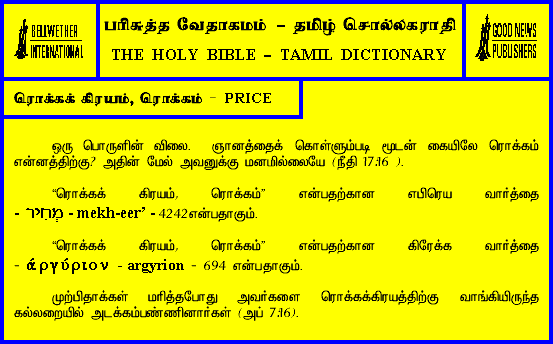 BELLWETHER
INTERNATIONAL
பரிசுத்த வேதாகமம் – தமிழ் சொல்லகராதி
THE HOLY BIBLE – TAMIL DICTIONARY
GOOD NEWS
PUBLISHERS
ரொக்கக் கிரயம், ரொக்கம் – PRICE
ஒரு பொருளின் விலை. ஞானத்தைக் கொள்ளும்படி மூடன் கையிலே ரொக்கம்
என்னத்திற்கு? அதின் மேல் அவனுக்கு மனமில்லையே (நீதி 17:16 ).
“ரொக்கக் கிரயம், ரொக்கம்” என்பதற்கான எபிரெய வார்த்தை
- מְחִיר - mekh-eer’ - 4242என்பதாகும்.
“ரொக்கக் கிரயம், ரொக்கம்” என்பதற்கான கிரேக்க வார்த்தை
- άργύριον - argyrion – 694 என்பதாகும்.
முற்பிதாக்கள் மரித்தபோது அவர்களை ரொக்கக்கிரயத்திற்கு வாங்கியிருந்த
கல்லறையில் அடக்கம்பண்ணினார்கள் (அப் 7:16).